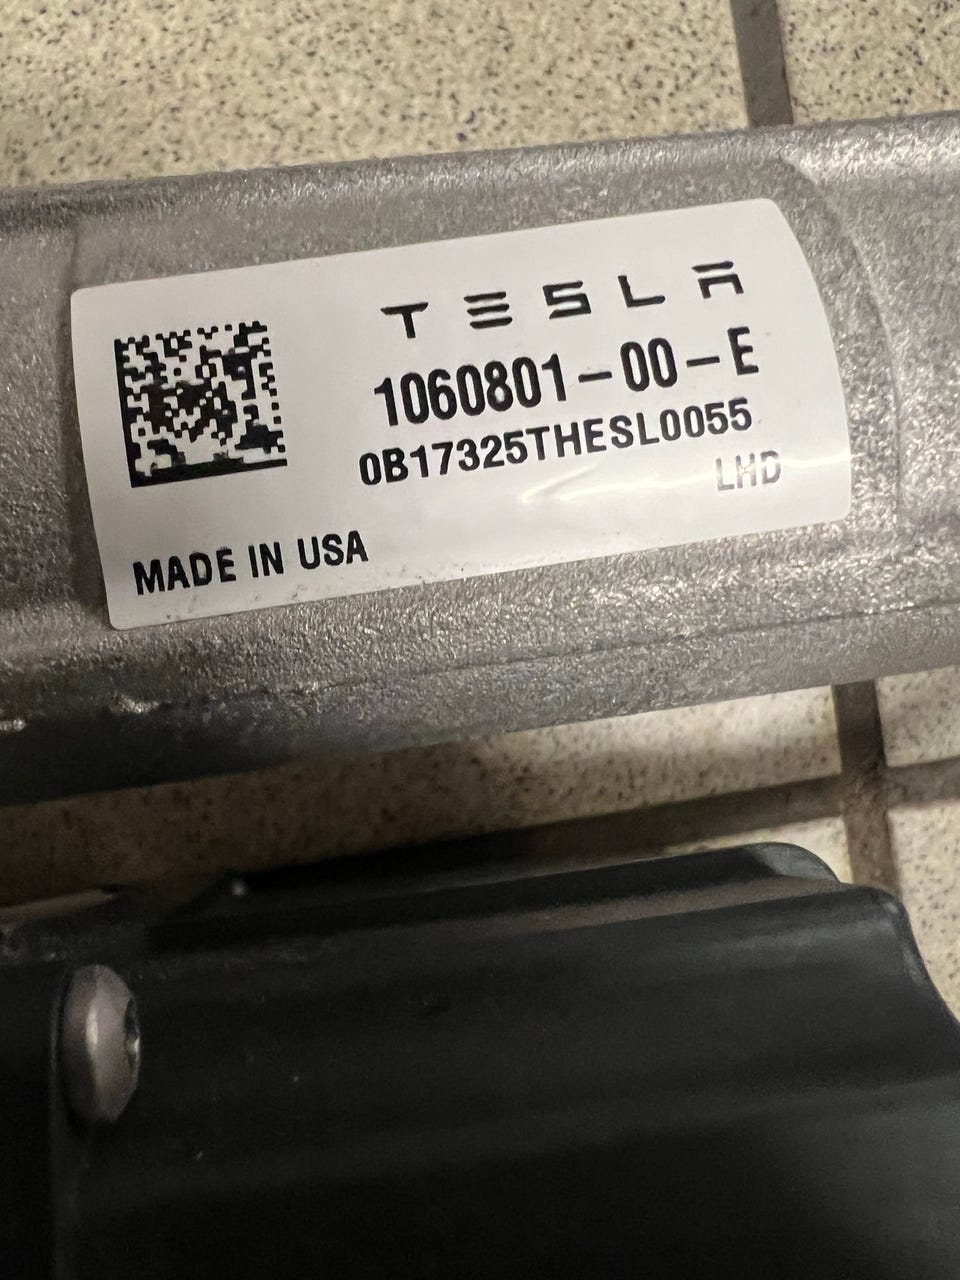 TESLA
1060801-00-E
0B17325THESL0055
LHD
MADE IN USA